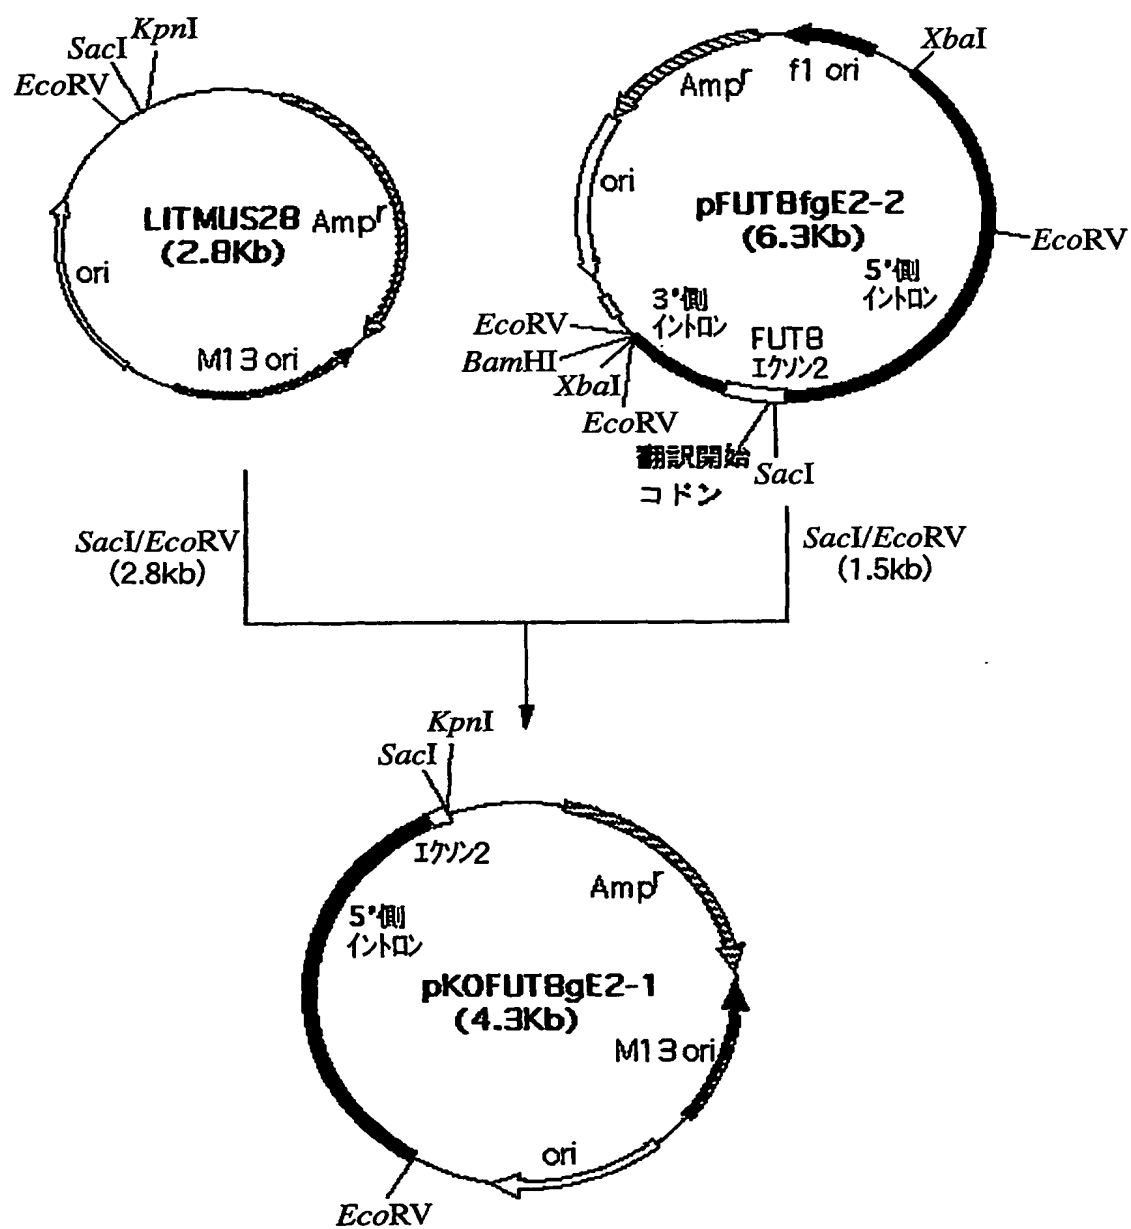 KpnI
SacI
EcoRV
LITMUS28
(2.8Kb)
Ampr
ori
M13 ori
XbaI
f1 ori
Ampr
ori
pFUT8fgE2-2
(6.3Kb)
EcoRV
5'側
イントロン
3'側
イントロン
EcoRV
BamHI
XbaI
EcoRV
FUT8
エクソン2
翻訳開始
コドン
SacI
SacI/EcoRV
(2.8kb)
SacI/EcoRV
(1.5kb)
KpnI
SacI
エクソン2
Ampr
5'側
イントロン
pKOFUT8gE2-1
(4.3Kb)
M13 ori
ori
EcoRV